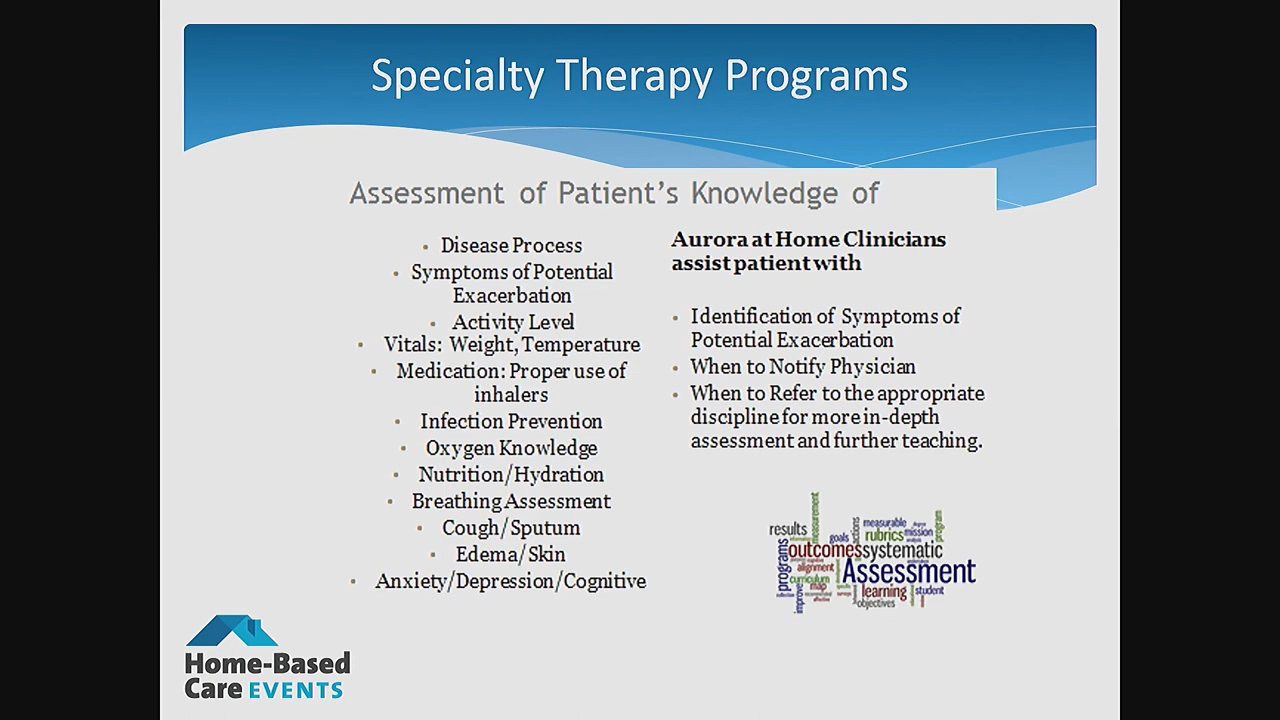 Specialty Therapy Programs
Assessment of Patient's Knowledge of
• Disease Process
• Symptoms of Potential
Exacerbation
• Activity Level
• Vitals: Weight, Temperature
• Medication: Proper use of
inhalers
• Infection Prevention
• Oxygen Knowledge
• Nutrition/Hydration
• Breathing Assessment
• Cough/Sputum
• Edema/Skin
• Anxiety/Depression/Cognitive
Aurora at Home Clinicians
assist patient with
• Identification of Symptoms of
Potential Exacerbation
• When to Notify Physician
• When to Refer to the appropriate
discipline for more in-depth
assessment and further teaching.
measurement
results
goals
actions
measurable
rubrics
mission
program
programs
outcomes
systematic
alignment
Assessment
curriculum
map
improve
learning
student
objectives
Home-Based
Care EVENTS